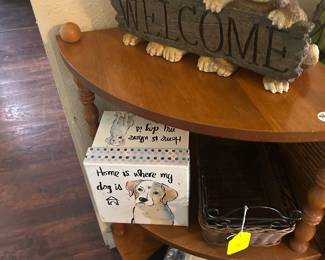 WELCOME
Home is where
my dog is
Home is where my
dog is